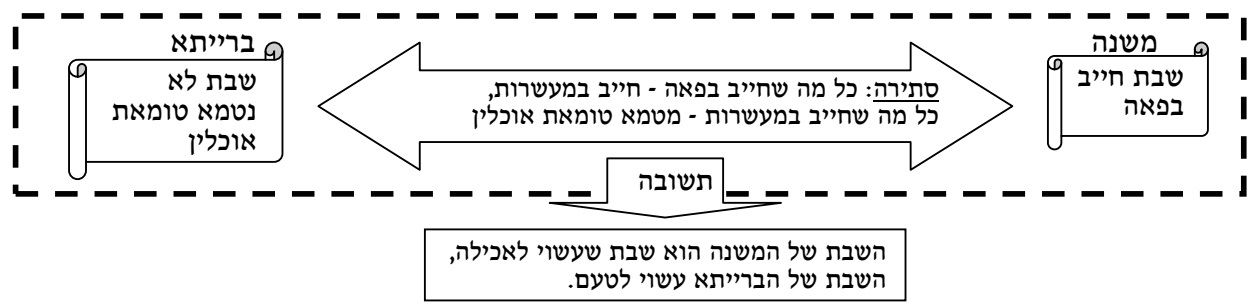 משנה
שבת חייב
בפאה
סתירה: כל מה שחייב בפאה - חייב במעשרות,
כל מה שחייב במעשרות - מטמא טומאת אוכלין
ברייתא
שבת לא
נטמא טומאת
אוכלין
תשובה
השבת של המשנה הוא שבת שעשוי לאכילה,
השבת של הברייתא עשוי לטעם.